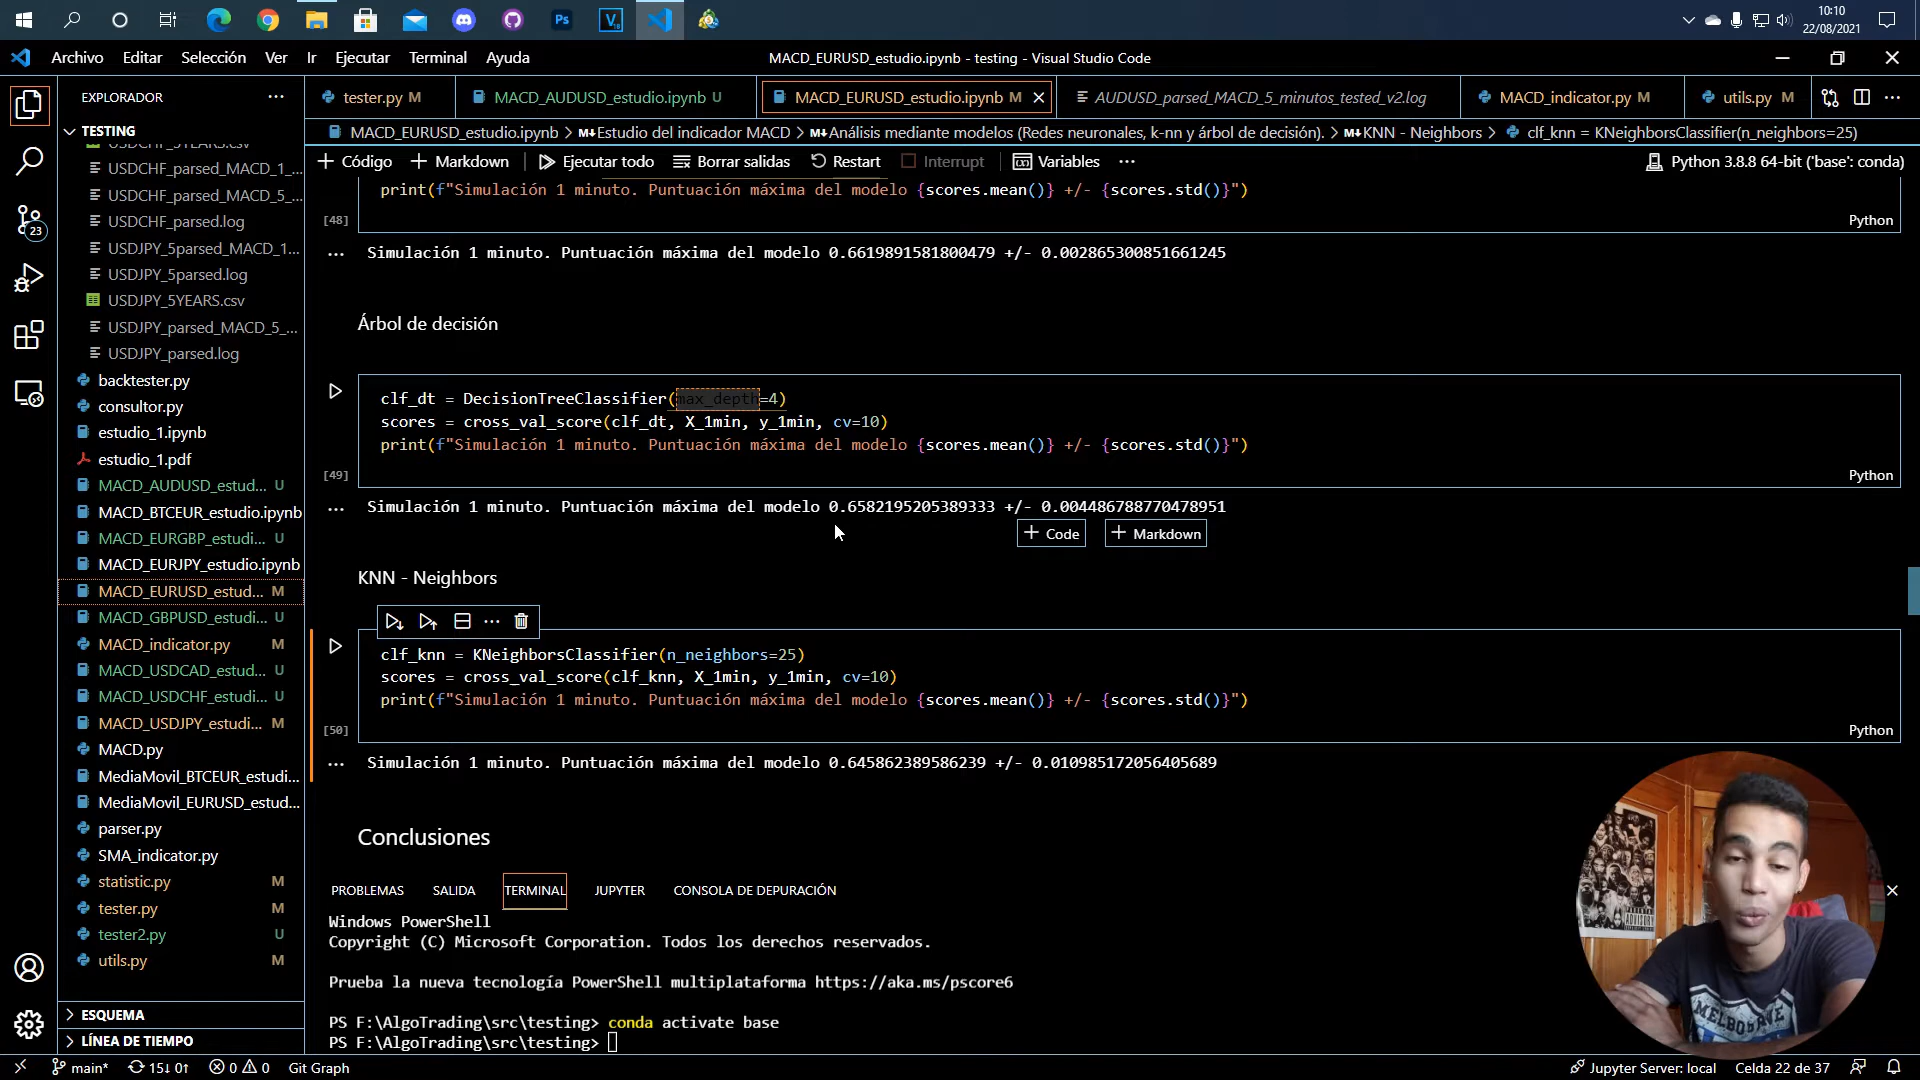 10:10
22/08/2021
Archivo Editar Selección Ver Ir Ejecutar Terminal Ayuda
MACD_EURUSD_estudio.ipynb - testing - Visual Studio Code
EXPLORADOR
tester.py M
MACD_AUDUSD_estudio.ipynb U
MACD_EURUSD_estudio.ipynb M
AUDUSD_parsed_MACD_5_minutos_tested_v2.log
MACD_indicator.py M
utils.py M
TESTING
MACD_EURUSD_estudio.ipynb > Estudio del indicador MACD > Análisis mediante modelos (Redes neuronales, k-nn y árbol de decisión). > KNN - Neighbors > clf_knn = KNeighborsClassifier(n_neighbors=25)
Código Markdown Ejecutar todo Borrar salidas Restart Interrupt Variables
Python 3.8.8 64-bit ('base': conda)
USDCHF_5YEARS.csv
USDCHF_parsed_MACD_1_...
USDCHF_parsed_MACD_5_...
USDCHF_parsed.log
USDJPY_5parsed_MACD_1...
USDJPY_5parsed.log
USDJPY_5YEARS.csv
USDJPY_parsed_MACD_5_...
USDJPY_parsed.log
backtester.py
consultor.py
estudio_1.ipynb
estudio_1.pdf
MACD_AUDUSD_estud... U
MACD_BTCEUR_estudio.ipynb
MACD_EURGBP_estudi... U
MACD_EURJPY_estudio.ipynb
MACD_EURUSD_estud... M
MACD_GBPUSD_estudi... U
MACD_indicator.py M
MACD_USDCAD_estud... U
MACD_USDCHF_estudi... U
MACD_USDJPY_estudi... M
MACD.py
MediaMovil_BTCEUR_estudi...
MediaMovil_EURUSD_estud...
parser.py
SMA_indicator.py
statistic.py M
tester.py M
tester2.py U
utils.py M
ESQUEMA
LÍNEA DE TIEMPO
23
print(f"Simulación 1 minuto. Puntuación máxima del modelo {scores.mean()} +/- {scores.std()}")
[48]
Python
Simulación 1 minuto. Puntuación máxima del modelo 0.6619891581800479 +/- 0.002865300851661245
Árbol de decisión
clf_dt = DecisionTreeClassifier(max_depth=4)
scores = cross_val_score(clf_dt, X_1min, y_1min, cv=10)
print(f"Simulación 1 minuto. Puntuación máxima del modelo {scores.mean()} +/- {scores.std()}")
[49]
Python
Simulación 1 minuto. Puntuación máxima del modelo 0.6582195205389333 +/- 0.004486788770478951
Code Markdown
KNN - Neighbors
clf_knn = KNeighborsClassifier(n_neighbors=25)
scores = cross_val_score(clf_knn, X_1min, y_1min, cv=10)
print(f"Simulación 1 minuto. Puntuación máxima del modelo {scores.mean()} +/- {scores.std()}")
[50]
Python
Simulación 1 minuto. Puntuación máxima del modelo 0.645862389586239 +/- 0.010985172056405689
Conclusiones
PROBLEMAS SALIDA TERMINAL JUPYTER CONSOLA DE DEPURACIÓN
Windows PowerShell
Copyright (C) Microsoft Corporation. Todos los derechos reservados.
Prueba la nueva tecnología PowerShell multiplataforma https://aka.ms/pscore6
PS F:\AlgoTrading\src\testing> conda activate base
PS F:\AlgoTrading\src\testing>
MELBOURNE
main* 15↓ 0↑ 0 0 Git Graph
Jupyter Server: local Celda 22 de 37